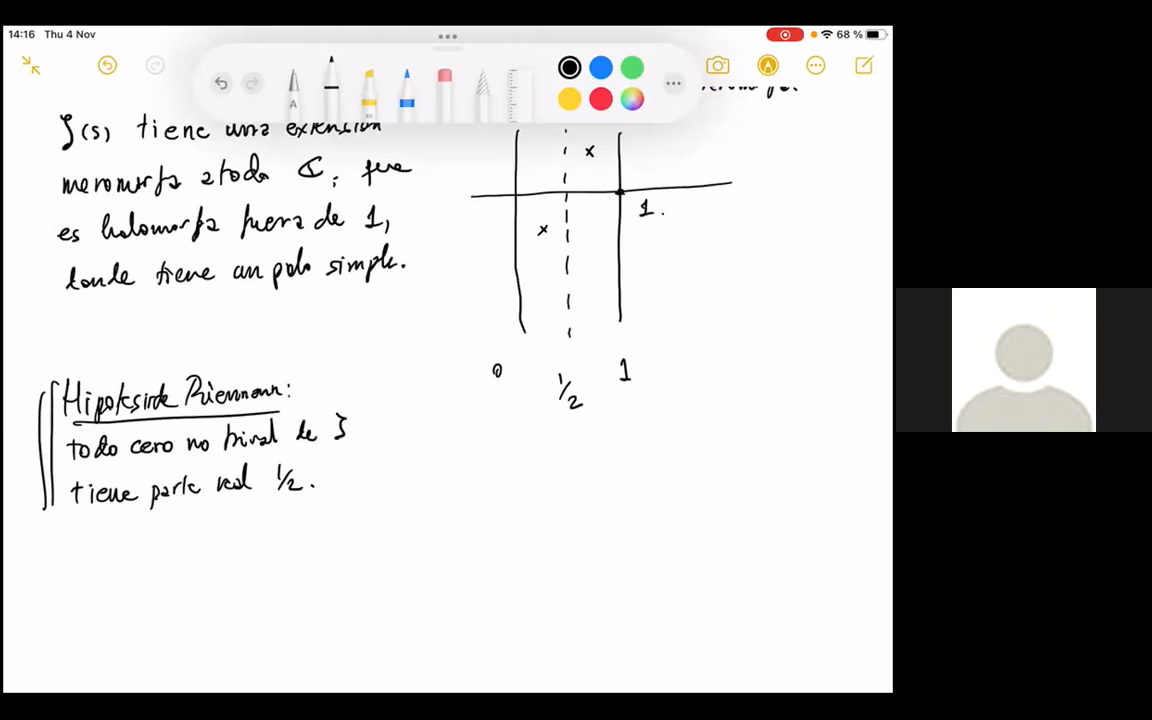 14:16 Thu 4 Nov
68 %
A
ζ(s) tiene una extensión
meromorfa a toda ℂ, que
es holomorfa fuera de 1,
donde tiene un polo simple.
1.
0 1/2 1
Hipótesis de Riemann:
todo cero no trivial de ζ
tiene parte real 1/2.